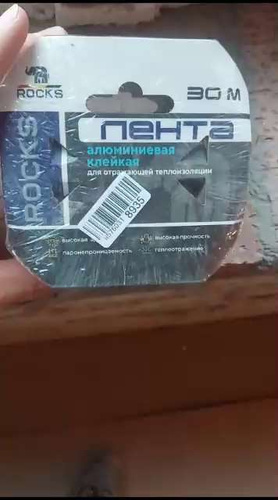 ROCKS
30 М
ROCKS
ЛЕНТА
алюминиевая
клейкая
для отражающей теплоизоляции
8935
высокая
высокая прочность
паронепроницаемость
теплоотражение